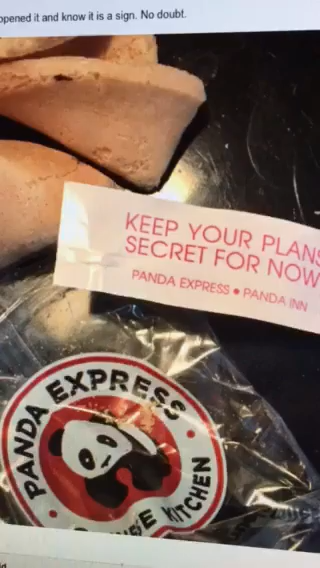 opened it and know it is a sign. No doubt.
KEEP YOUR PLANS
SECRET FOR NOW
PANDA EXPRESS • PANDA INN
PANDA EXPRESS
KITCHEN